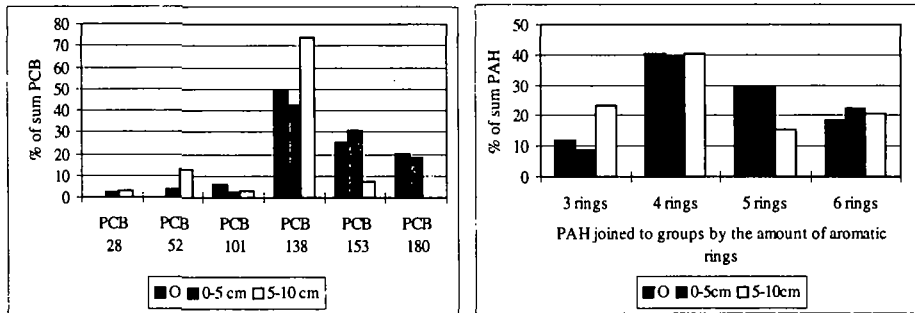 % of sum PCB
80
70
60
50
40
30
20
10
0
PCB 28
PCB 52
PCB 101
PCB 138
PCB 153
PCB 180
O 0-5 cm 5-10 cm
% of sum PAH
50
40
30
20
10
0
3 rings 4 rings 5 rings 6 rings
PAH joined to groups by the amount of aromatic
rings
O 0-5cm 5-10cm